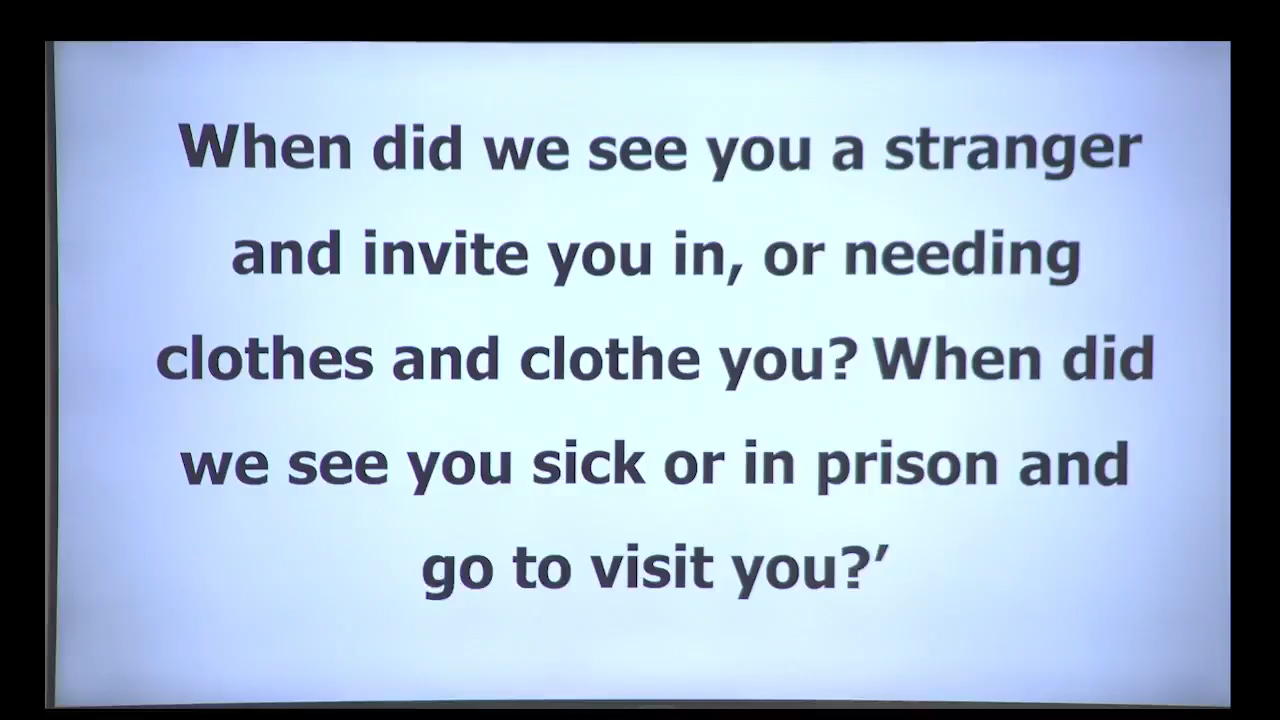 When did we see you a stranger
and invite you in, or needing
clothes and clothe you? When did
we see you sick or in prison and
go to visit you?’